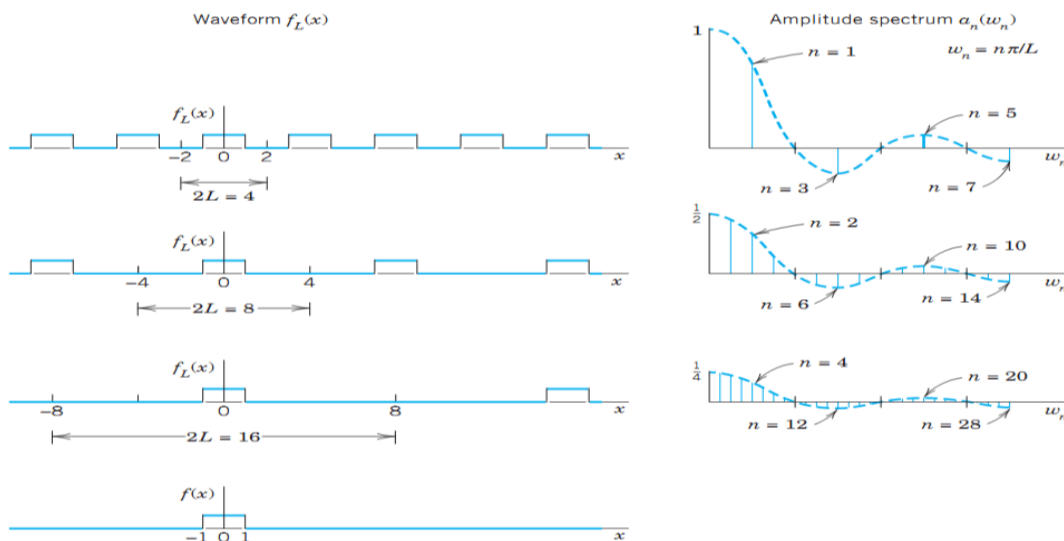 Waveform f_L(x)
Amplitude spectrum a_n(w_n)
w_n = nπ/L
1
n = 1
n = 5
n = 3
n = 7
w_n
f_L(x)
−2 0 2 x
2L = 4
1/2
n = 2
n = 10
n = 6
n = 14
w_n
f_L(x)
−4 0 4 x
2L = 8
1/4
n = 4
n = 20
n = 12
n = 28
w_n
f_L(x)
−8 0 8 x
2L = 16
f(x)
−1 0 1 x